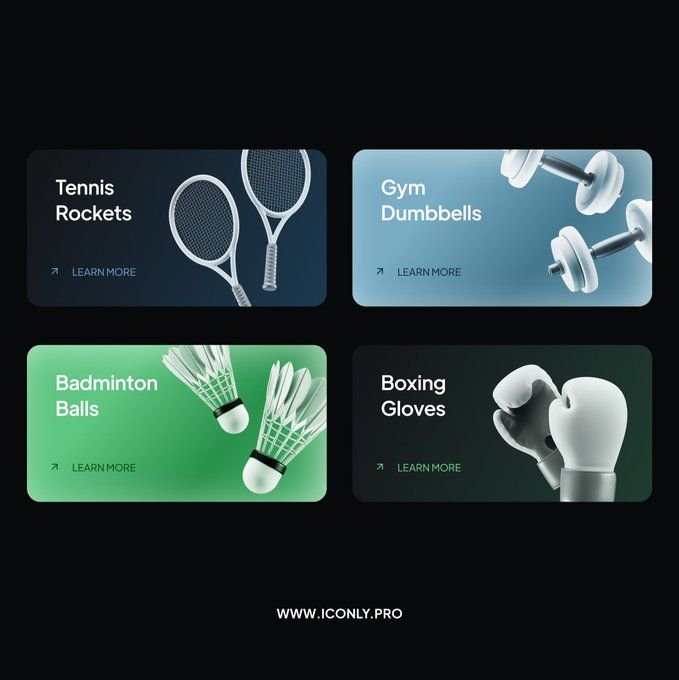 Tennis
Rockets
LEARN MORE
Gym
Dumbbells
LEARN MORE
Badminton
Balls
LEARN MORE
Boxing
Gloves
LEARN MORE
WWW.ICONLY.PRO